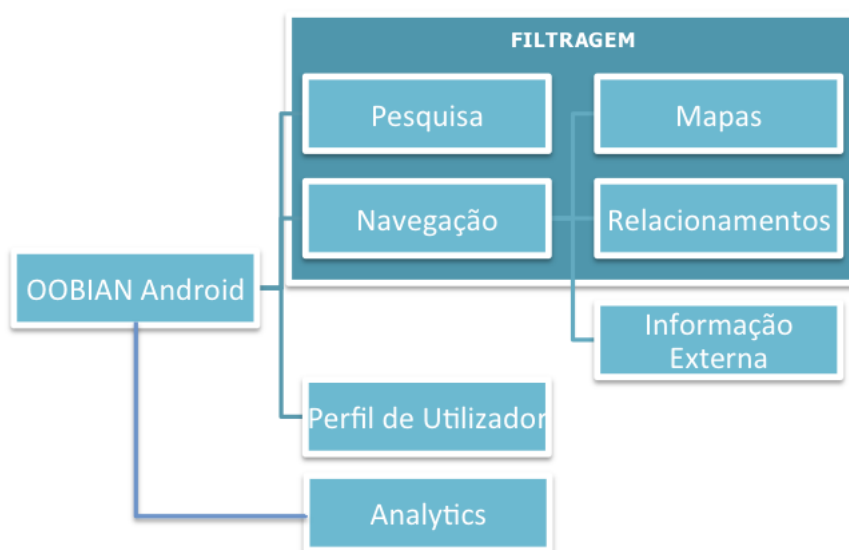 FILTRAGEM
Pesquisa
Mapas
Navegação
Relacionamentos
OOBIAN Android
Informação
Externa
Perfil de Utilizador
Analytics